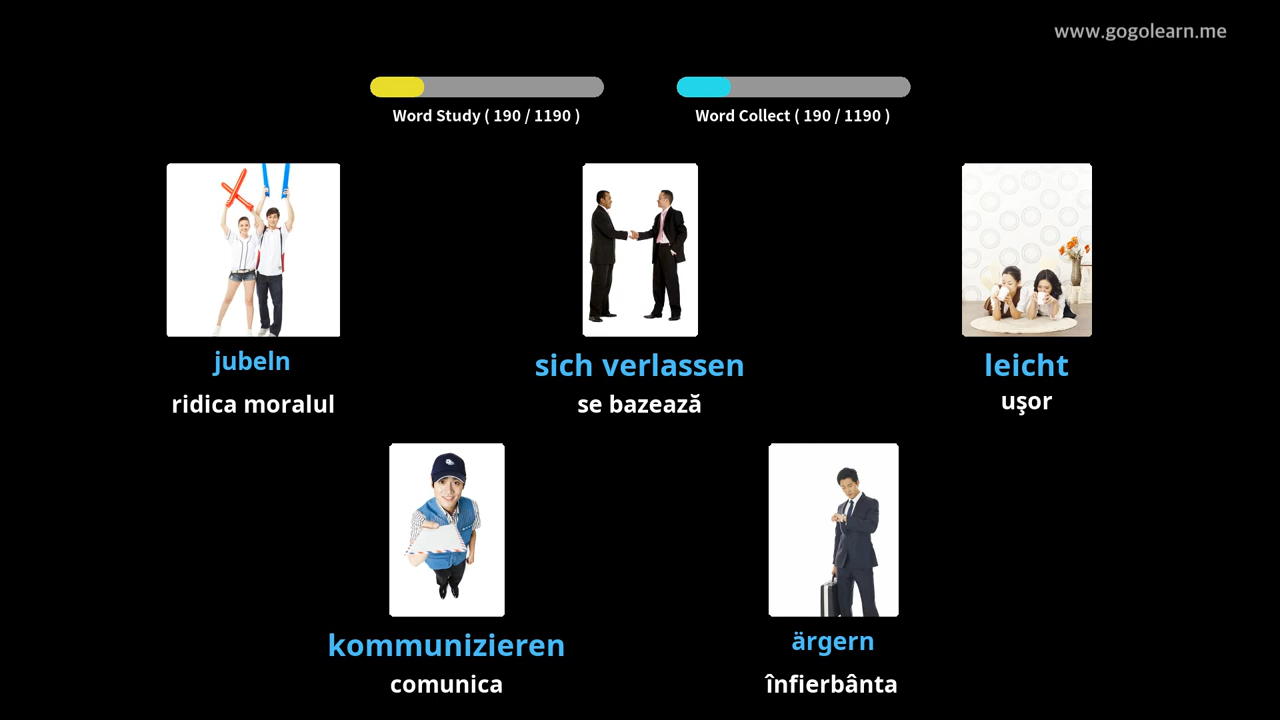 www.gogolearn.me
Word Study ( 190 / 1190 )
Word Collect ( 190 / 1190 )
jubeln
ridica moralul
sich verlassen
se bazează
leicht
uşor
kommunizieren
comunica
ärgern
înfierbânta